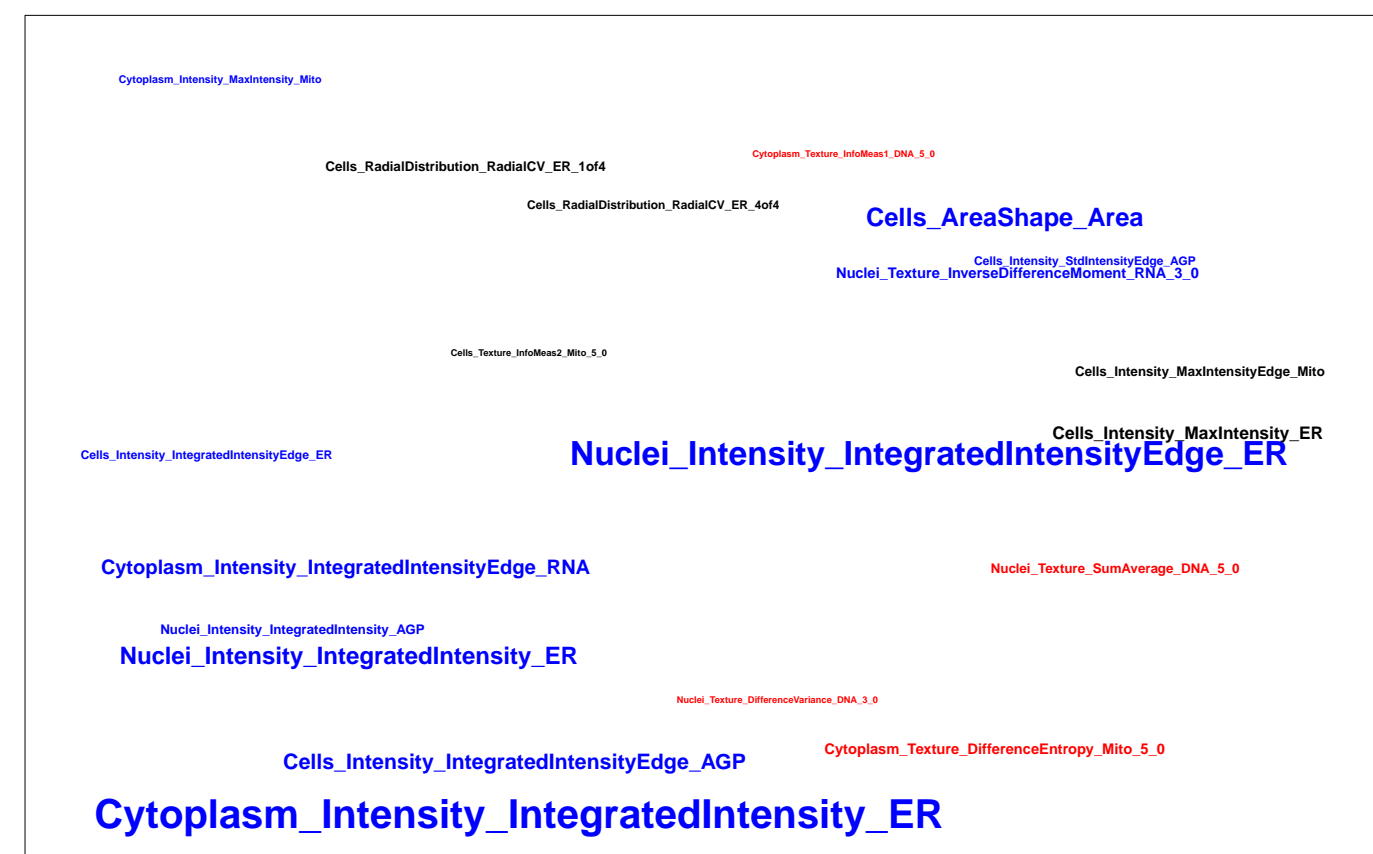 Cytoplasm_Intensity_MaxIntensity_Mito
Cytoplasm_Texture_InfoMeas1_DNA_5_0
Cells_RadialDistribution_RadialCV_ER_1of4
Cells_RadialDistribution_RadialCV_ER_4of4
Cells_AreaShape_Area
Cells_Intensity_StdIntensityEdge_AGP
Nuclei_Texture_InverseDifferenceMoment_RNA_3_0
Cells_Texture_InfoMeas2_Mito_5_0
Cells_Intensity_MaxIntensityEdge_Mito
Cells_Intensity_MaxIntensity_ER
Cells_Intensity_IntegratedIntensityEdge_ER
Nuclei_Intensity_IntegratedIntensityEdge_ER
Cytoplasm_Intensity_IntegratedIntensityEdge_RNA
Nuclei_Texture_SumAverage_DNA_5_0
Nuclei_Intensity_IntegratedIntensity_AGP
Nuclei_Intensity_IntegratedIntensity_ER
Nuclei_Texture_DifferenceVariance_DNA_3_0
Cytoplasm_Texture_DifferenceEntropy_Mito_5_0
Cells_Intensity_IntegratedIntensityEdge_AGP
Cytoplasm_Intensity_IntegratedIntensity_ER